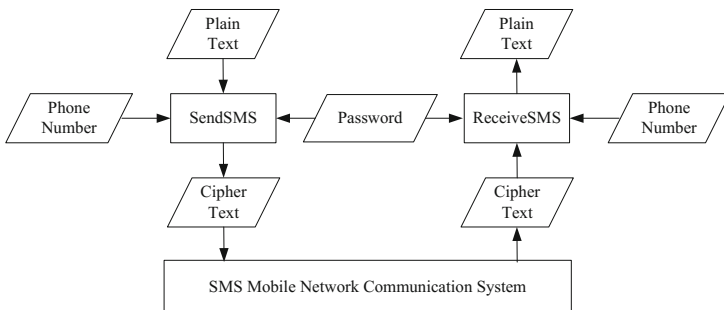 Plain
Text
Plain
Text
Phone
Number
SendSMS
Password
ReceiveSMS
Phone
Number
Cipher
Text
Cipher
Text
SMS Mobile Network Communication System